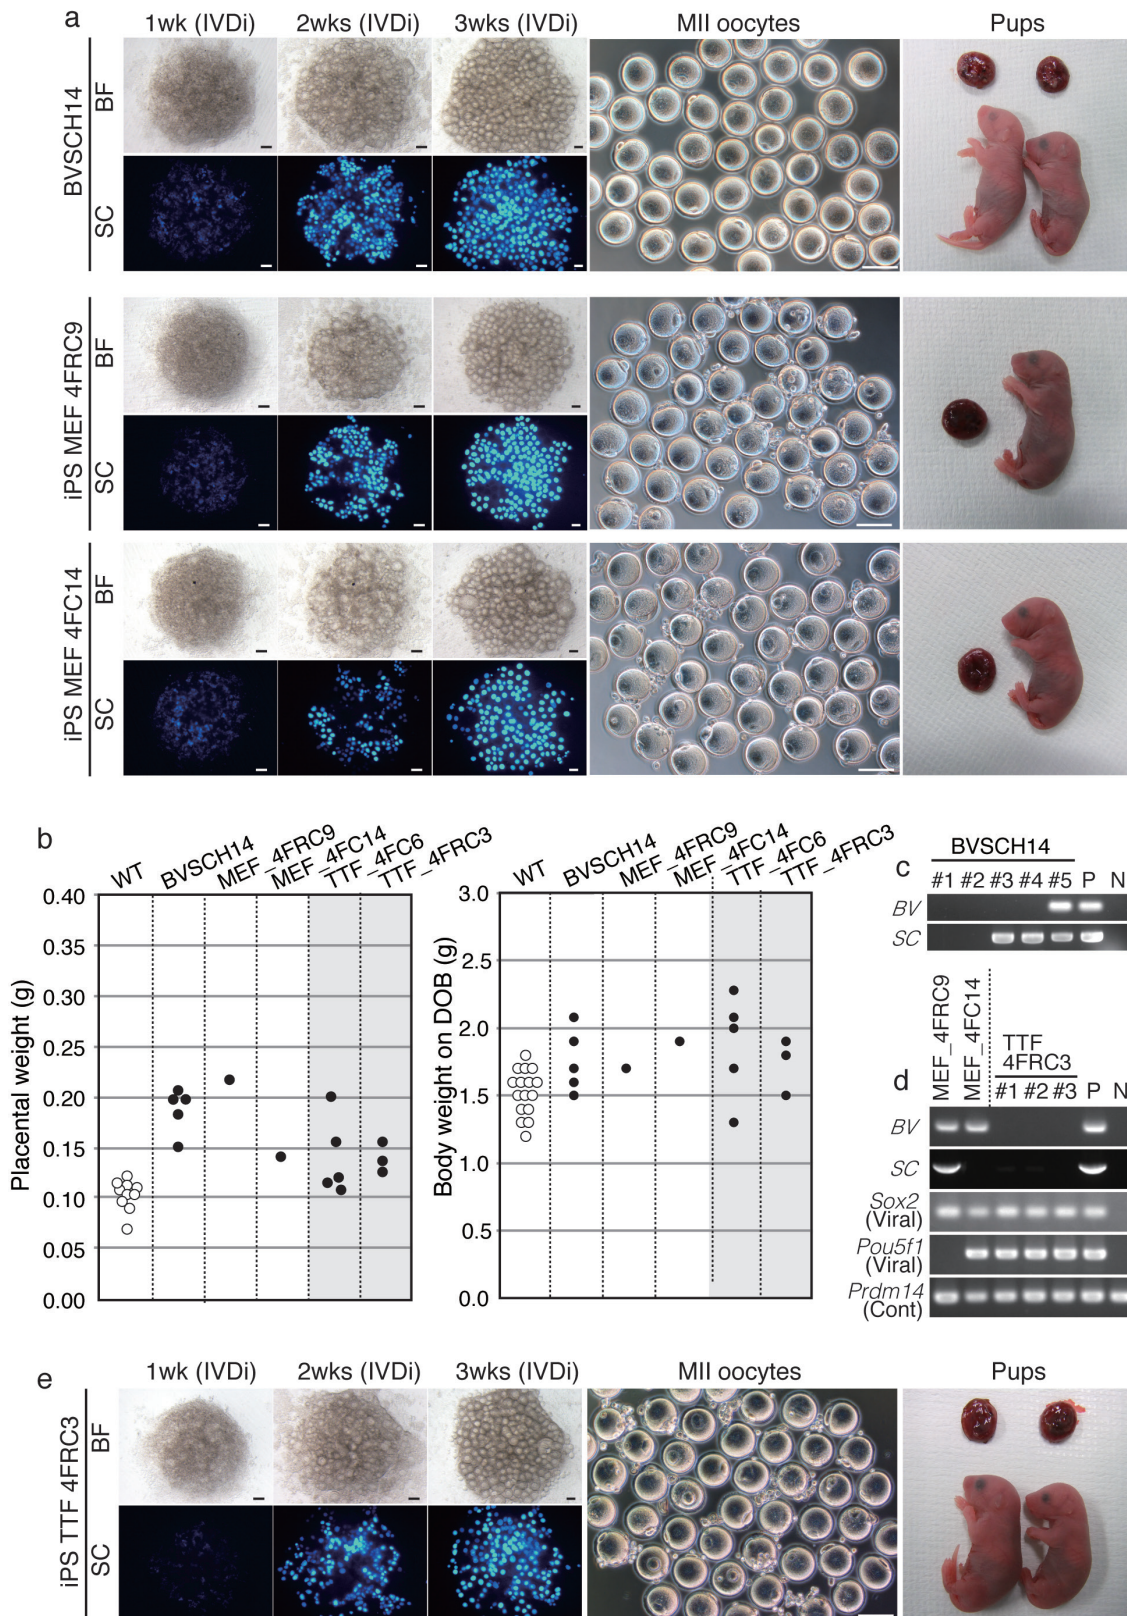 a
1wk (IVDi) 2wks (IVDi) 3wks (IVDi) MII oocytes Pups
BVSCH14
BF
SC
iPS MEF 4FRC9
BF
SC
iPS MEF 4FC14
BF
SC
b
WT BVSCH14 MEF_4FRC9 MEF_4FC14 TTF_4FC6 TTF_4FRC3
Placental weight (g)
0.40
0.35
0.30
0.25
0.20
0.15
0.10
0.05
0.00
WT BVSCH14 MEF_4FRC9 MEF_4FC14 TTF_4FC6 TTF_4FRC3
Body weight on DOB (g)
3.0
2.5
2.0
1.5
1.0
0.5
0.0
c
BVSCH14
#1 #2 #3 #4 #5 P N
BV
SC
d
MEF_4FRC9
MEF_4FC14
TTF
4FRC3
#1 #2 #3 P N
BV
SC
Sox2
(Viral)
Pou5f1
(Viral)
Prdm14
(Cont)
e
1wk (IVDi) 2wks (IVDi) 3wks (IVDi) MII oocytes Pups
iPS TTF 4FRC3
BF
SC